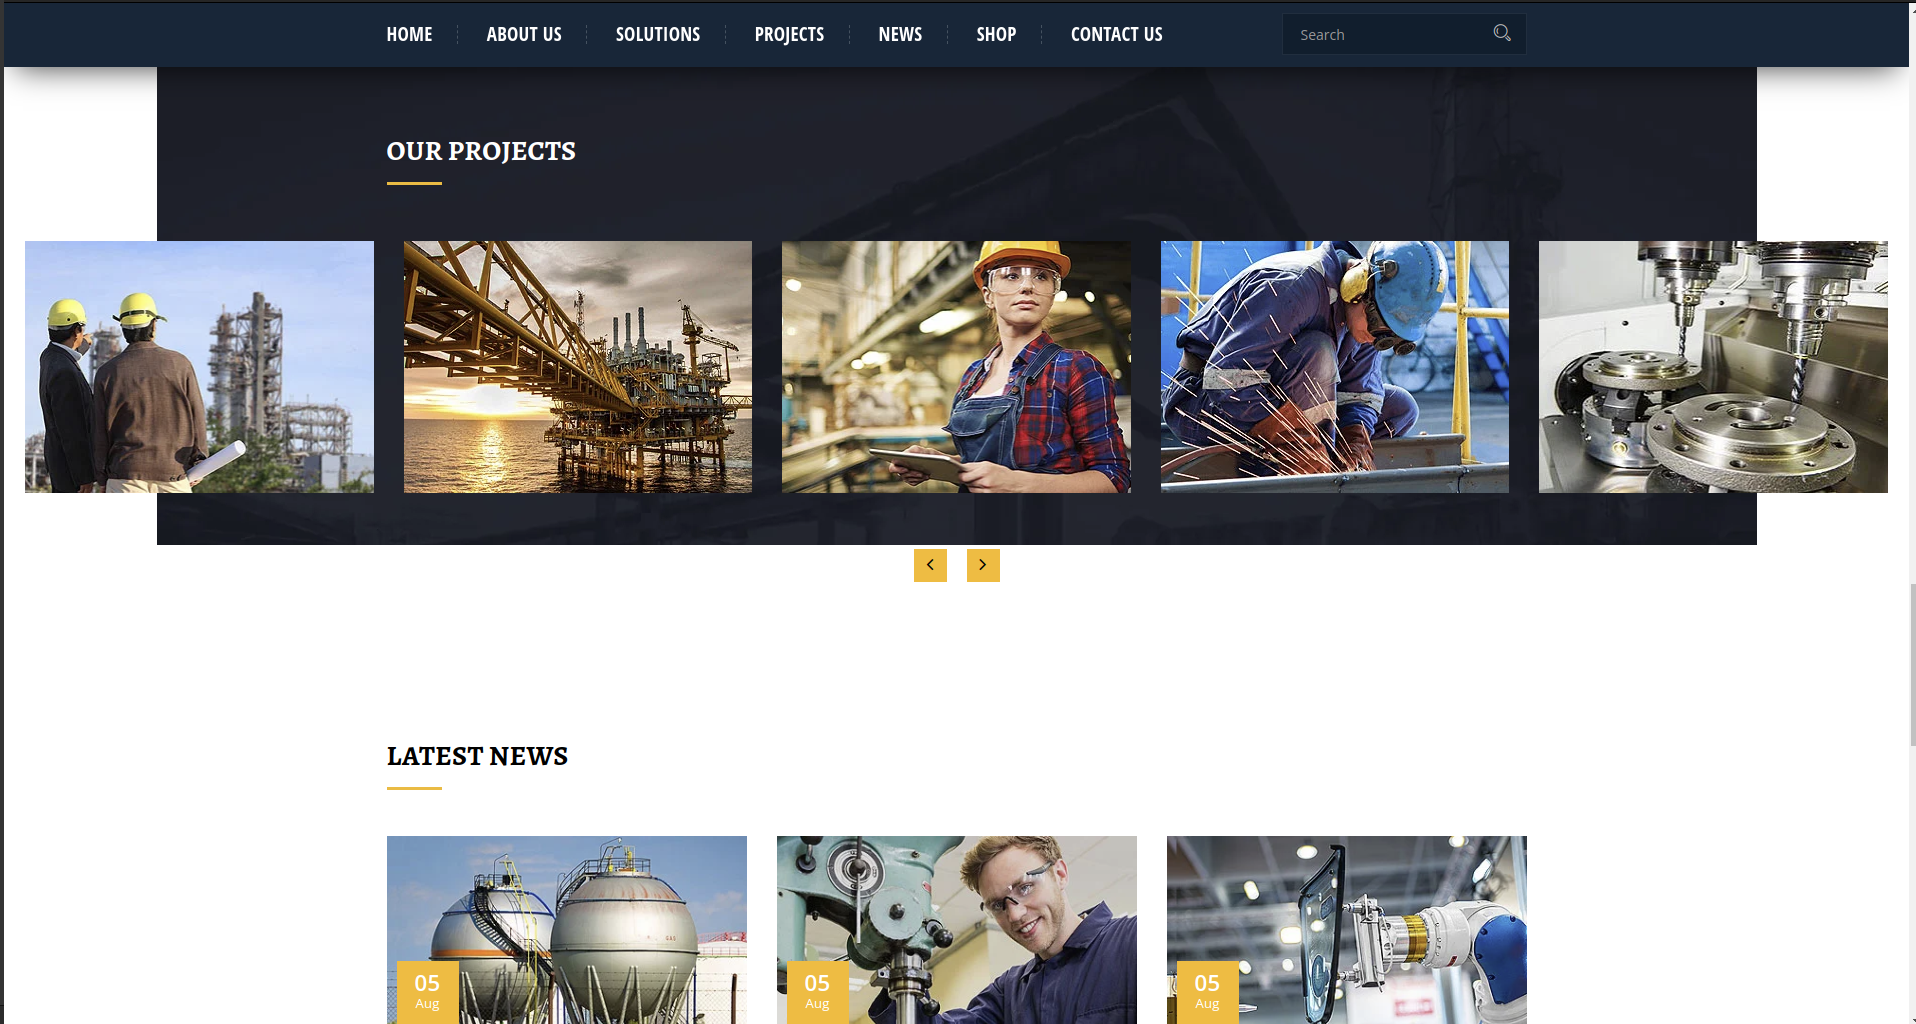 HOME ABOUT US SOLUTIONS PROJECTS NEWS SHOP CONTACT US Search
OUR PROJECTS
LATEST NEWS
05 05 05
Aug Aug Aug